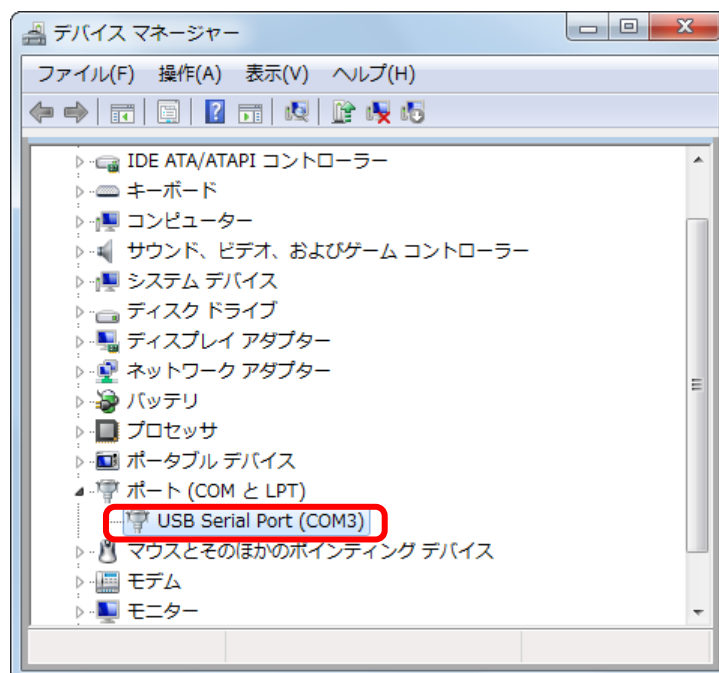 デバイス マネージャー
ファイル(F) 操作(A) 表示(V) ヘルプ(H)
IDE ATA/ATAPI コントローラー
キーボード
コンピューター
サウンド、ビデオ、およびゲーム コントローラー
システム デバイス
ディスク ドライブ
ディスプレイ アダプター
ネットワーク アダプター
バッテリ
プロセッサ
ポータブル デバイス
ポート (COM と LPT)
USB Serial Port (COM3)
マウスとそのほかのポインティング デバイス
モデム
モニター